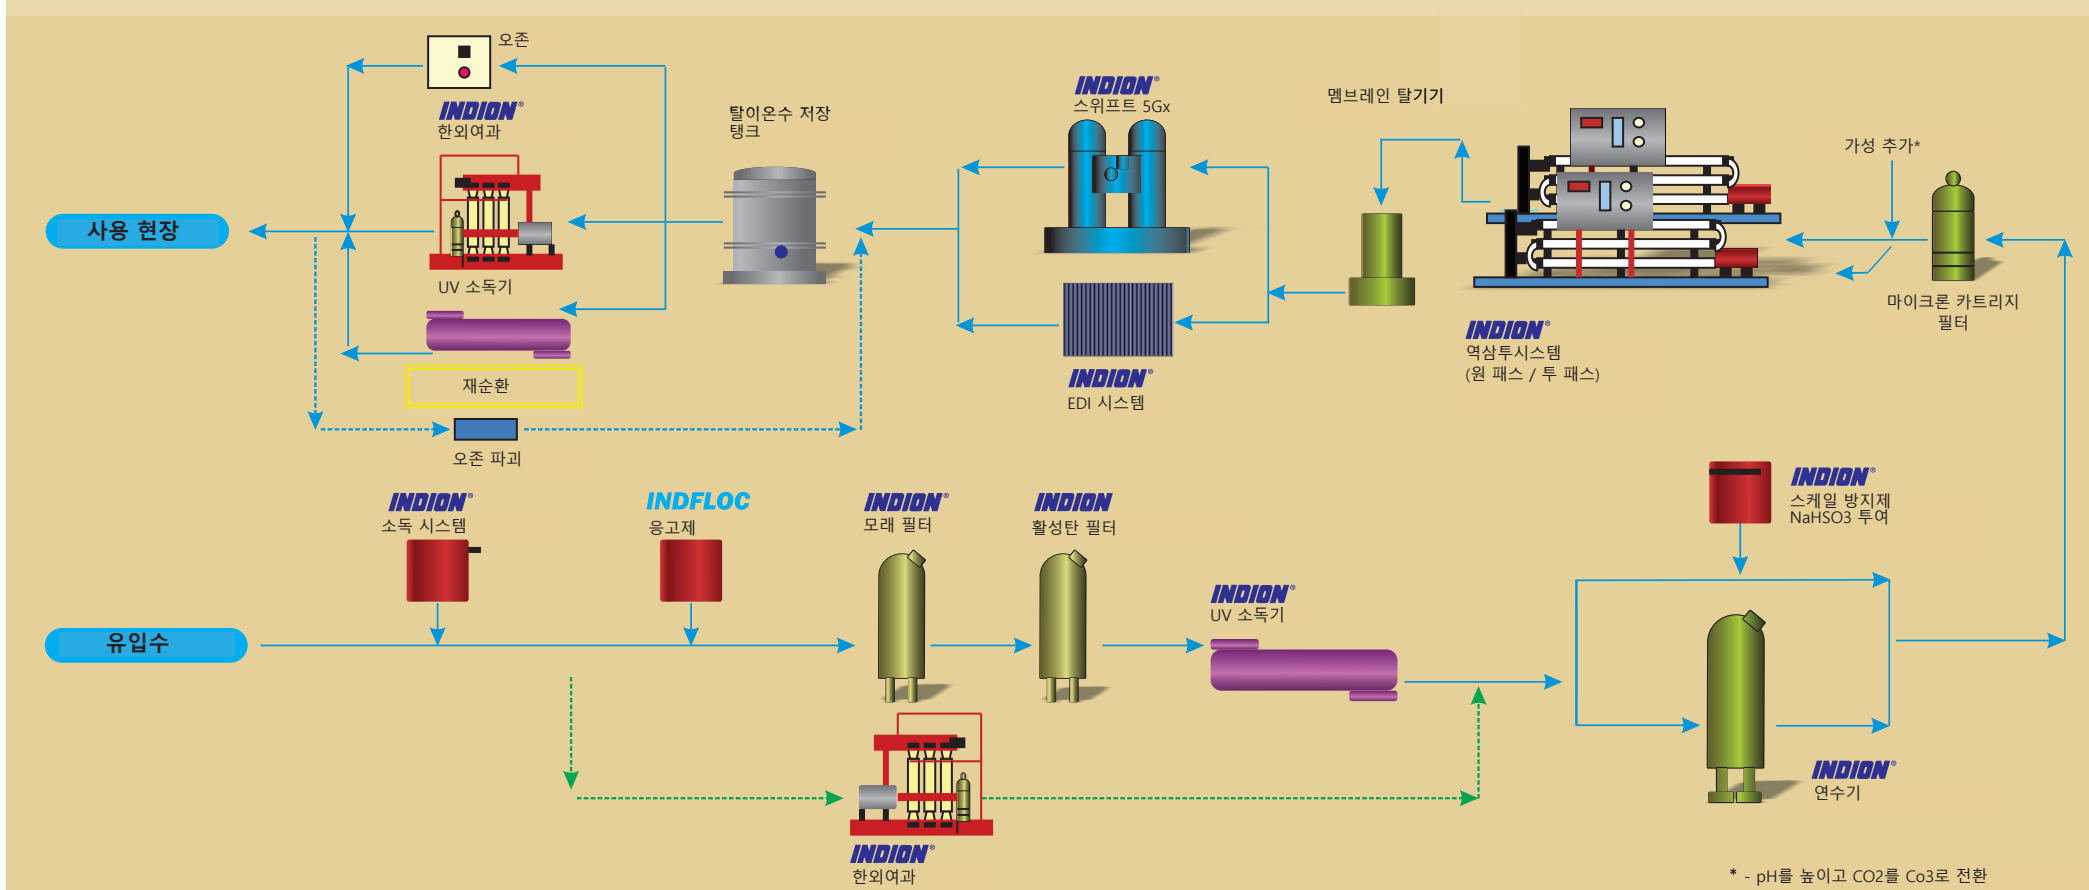 오존
INDION®
한외여과
탈이온수 저장
탱크
INDION®
스위프트 5Gx
멤브레인 탈기기
가성 추가*
사용 현장
UV 소독기
마이크론 카트리지
필터
INDION®
역삼투시스템
(원 패스 / 투 패스)
재순환
INDION®
EDI 시스템
오존 파괴
INDION®
소독 시스템
INDFLOC
응고제
INDION®
모래 필터
INDION
활성탄 필터
INDION®
스케일 방지제
NaHSO3 투여
INDION®
UV 소독기
유입수
INDION®
연수기
INDION®
한외여과
* - pH를 높이고 CO2를 Co3로 전환